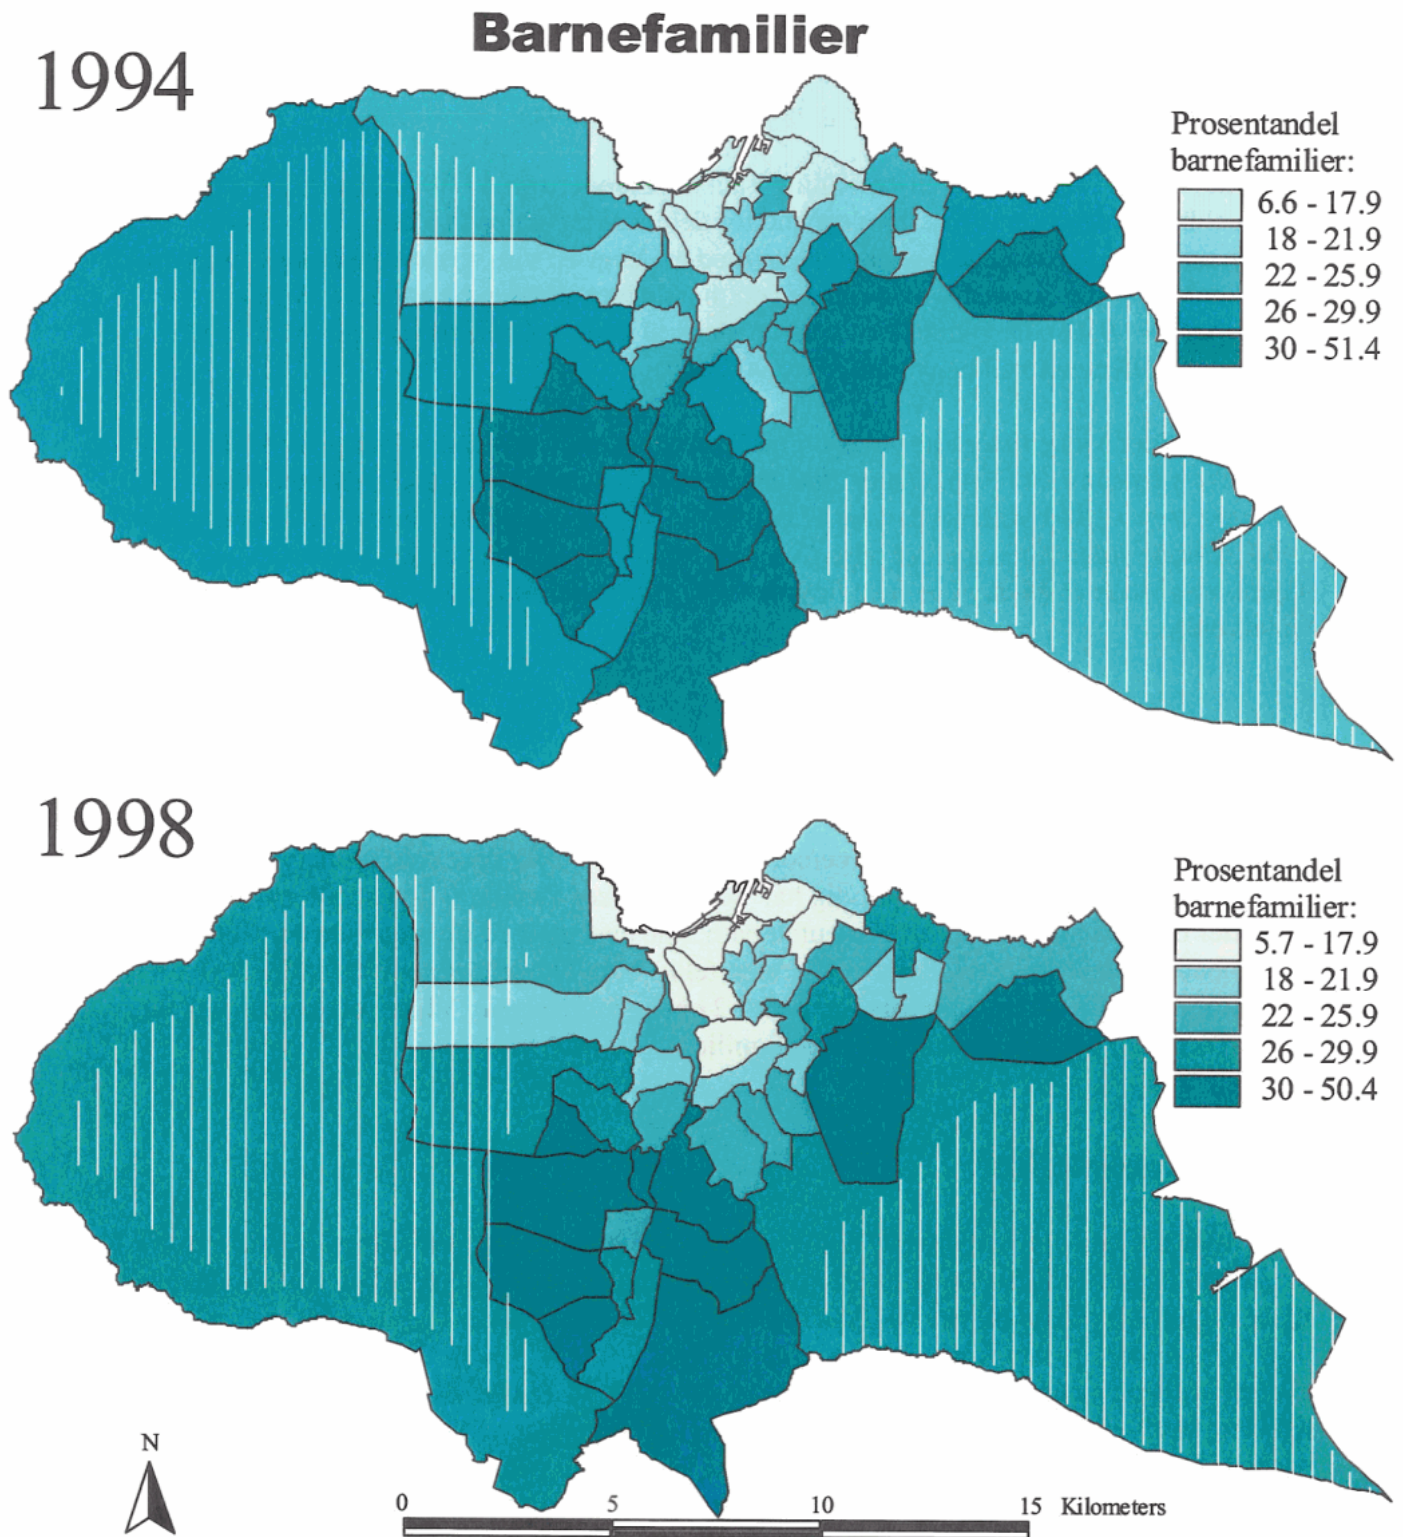 Barnefamilier
1994
Prosentandel
barnefamilier:
6.6 - 17.9
18 - 21.9
22 - 25.9
26 - 29.9
30 - 51.4
1998
Prosentandel
barnefamilier:
5.7 - 17.9
18 - 21.9
22 - 25.9
26 - 29.9
30 - 50.4
N
0 5 10 15 Kilometers